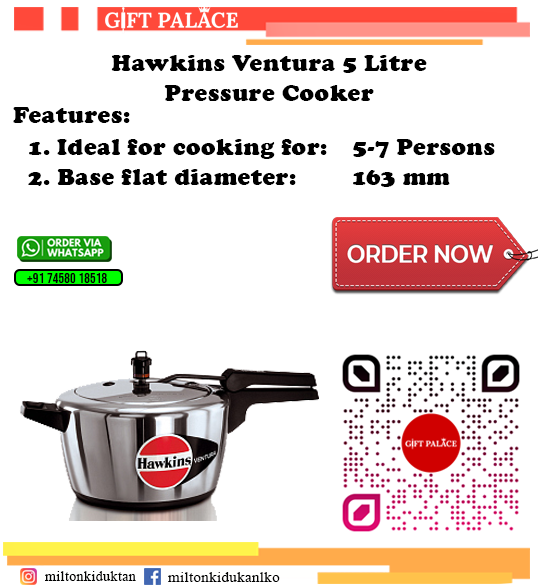 GIFT PALACE
Hawkins Ventura 5 Litre
Pressure Cooker
Features:
1. Ideal for cooking for: 5-7 Persons
2. Base flat diameter: 163 mm
ORDER VIA
WHATSAPP
+91 74580 18518
ORDER NOW
Hawkins
VENTURA
GIFT PALACE
miltonkiduktan
miltonkidukanlko